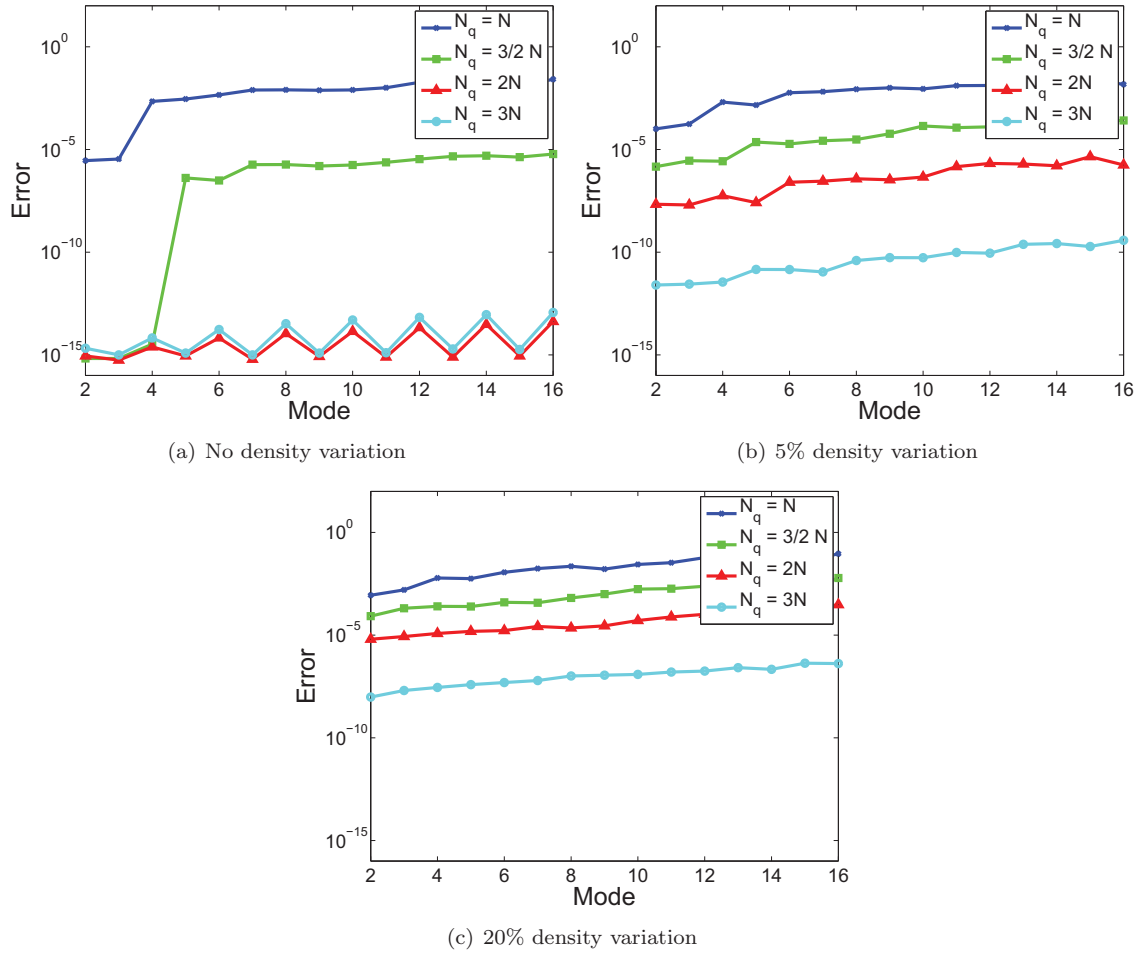 N_q = N
N_q = 3/2 N
N_q = 2N
N_q = 3N
10^0
10^-5
10^-10
10^-15
Error
2 4 6 8 10 12 14 16
Mode
(a) No density variation
N_q = N
N_q = 3/2 N
N_q = 2N
N_q = 3N
10^0
10^-5
10^-10
10^-15
Error
2 4 6 8 10 12 14 16
Mode
(b) 5% density variation
N_q = N
N_q = 3/2 N
N_q = 2N
N_q = 3N
10^0
10^-5
10^-10
10^-15
Error
2 4 6 8 10 12 14 16
Mode
(c) 20% density variation